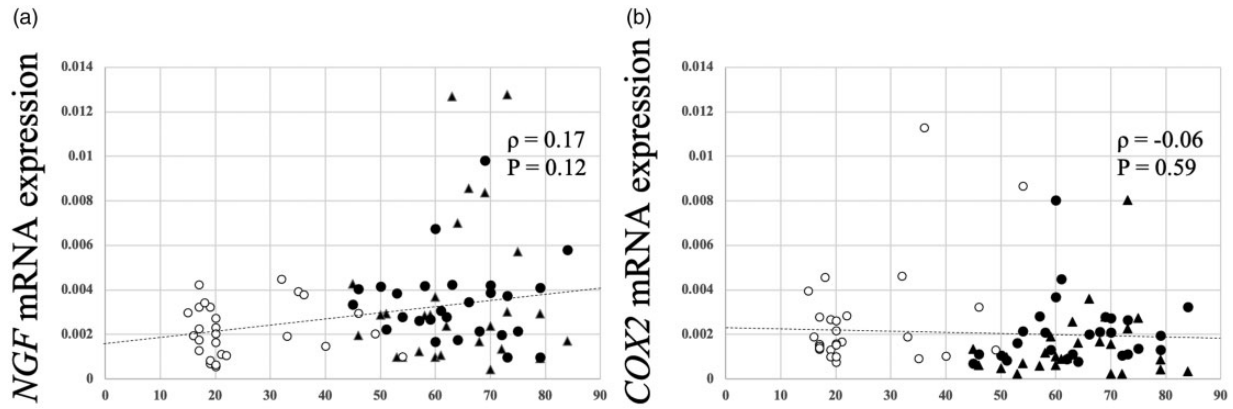 (a)
NGF mRNA expression
0.014
0.012
0.01
0.008
0.006
0.004
0.002
0
0 10 20 30 40 50 60 70 80 90
ρ = 0.17
P = 0.12
(b)
COX2 mRNA expression
0.014
0.012
0.01
0.008
0.006
0.004
0.002
0
0 10 20 30 40 50 60 70 80 90
ρ = -0.06
P = 0.59